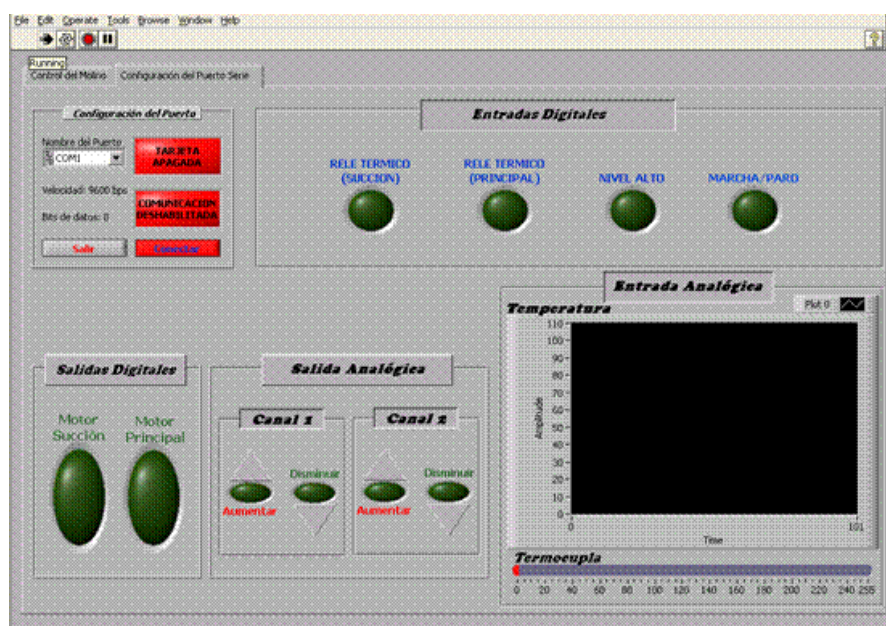 File Edit Operate Tools Browse Window Help
Running
Control del Molino Configuración del Puerto Serie
Configuración del Puerto
Nombre del Puerto
COM1
TARJETA
APAGADA
Velocidad: 9600 bps
Bits de datos: 8
COMUNICACION
DESHABILITADA
Salir
Conectar
Entradas Digitales
RELE TERMICO
(SUCCION)
RELE TERMICO
(PRINCIPAL)
NIVEL ALTO
MARCHA/PARO
Salidas Digitales
Motor
Succión
Motor
Principal
Salida Analógica
Canal 1
Aumentar
Disminuir
Canal 2
Aumentar
Disminuir
Entrada Analógica
Temperatura
Plot 0
110
100
90
80
70
60
50
40
30
20
10
0
Amplitude
0 101
Time
Termocupla
0 20 40 60 80 100 120 140 160 180 200 220 240 255